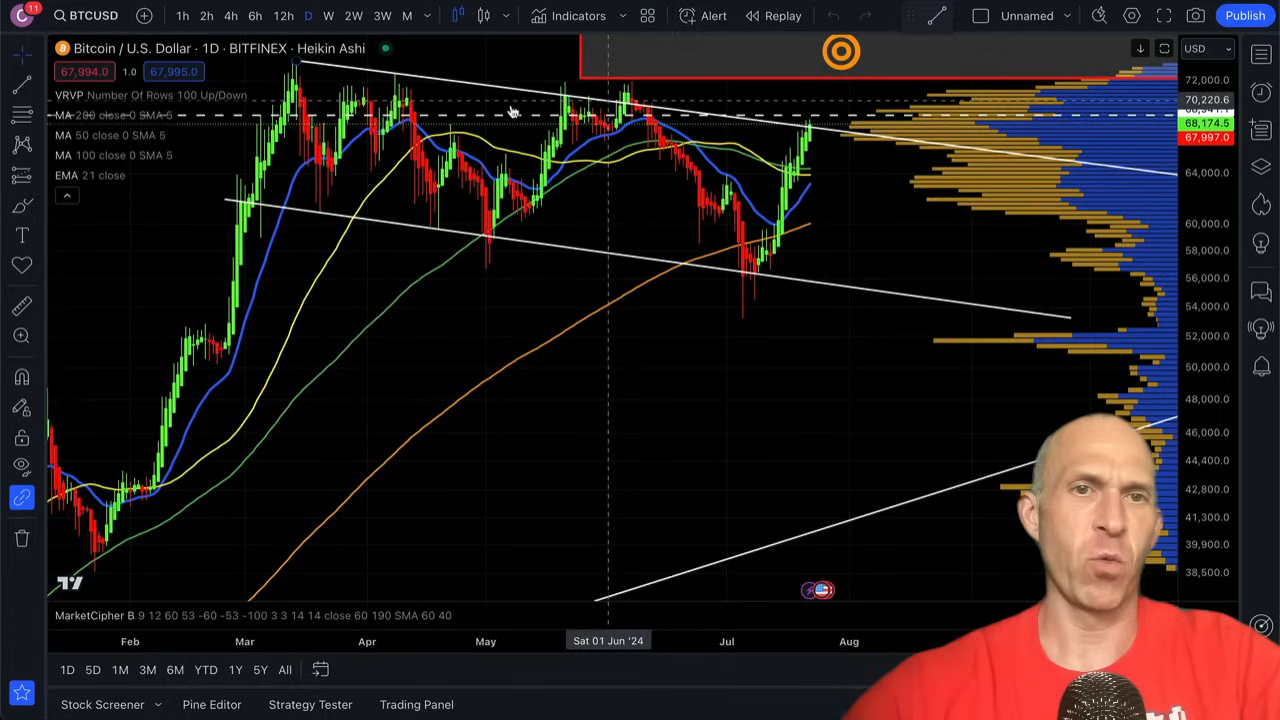 C 11 BTCUSD 1h 2h 4h 6h 12h D W 2W 3W M Indicators Alert Replay Unnamed Publish
Bitcoin / U.S. Dollar · 1D · BITFINEX · Heikin Ashi
USD
67,994.0 1.0 67,995.0
VRVP Number Of Rows 100 Up/Down
MA 200 close 0 SMA 5
MA 50 close 0 SMA 5
MA 100 close 0 SMA 5
EMA 21 close
72,000.0
70,220.6
68,174.5
67,997.0
64,000.0
60,000.0
58,000.0
56,000.0
54,000.0
52,000.0
50,000.0
48,000.0
46,000.0
44,400.0
42,800.0
41,300.0
39,900.0
38,500.0
MarketCipher B 9 12 60 53 -60 -53 -100 3 3 14 14 close 60 190 SMA 60 40
Feb Mar Apr May Sat 01 Jun '24 Jul Aug
1D 5D 1M 3M 6M YTD 1Y 5Y All
Stock Screener Pine Editor Strategy Tester Trading Panel